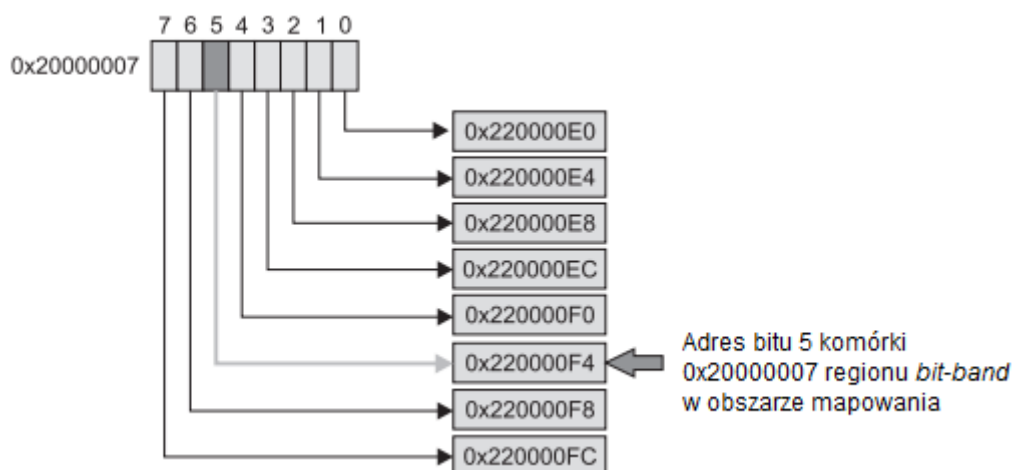 7 6 5 4 3 2 1 0
0x20000007
0x220000E0
0x220000E4
0x220000E8
0x220000EC
0x220000F0
0x220000F4
Adres bitu 5 komórki
0x20000007 regionu bit-band
w obszarze mapowania
0x220000F8
0x220000FC